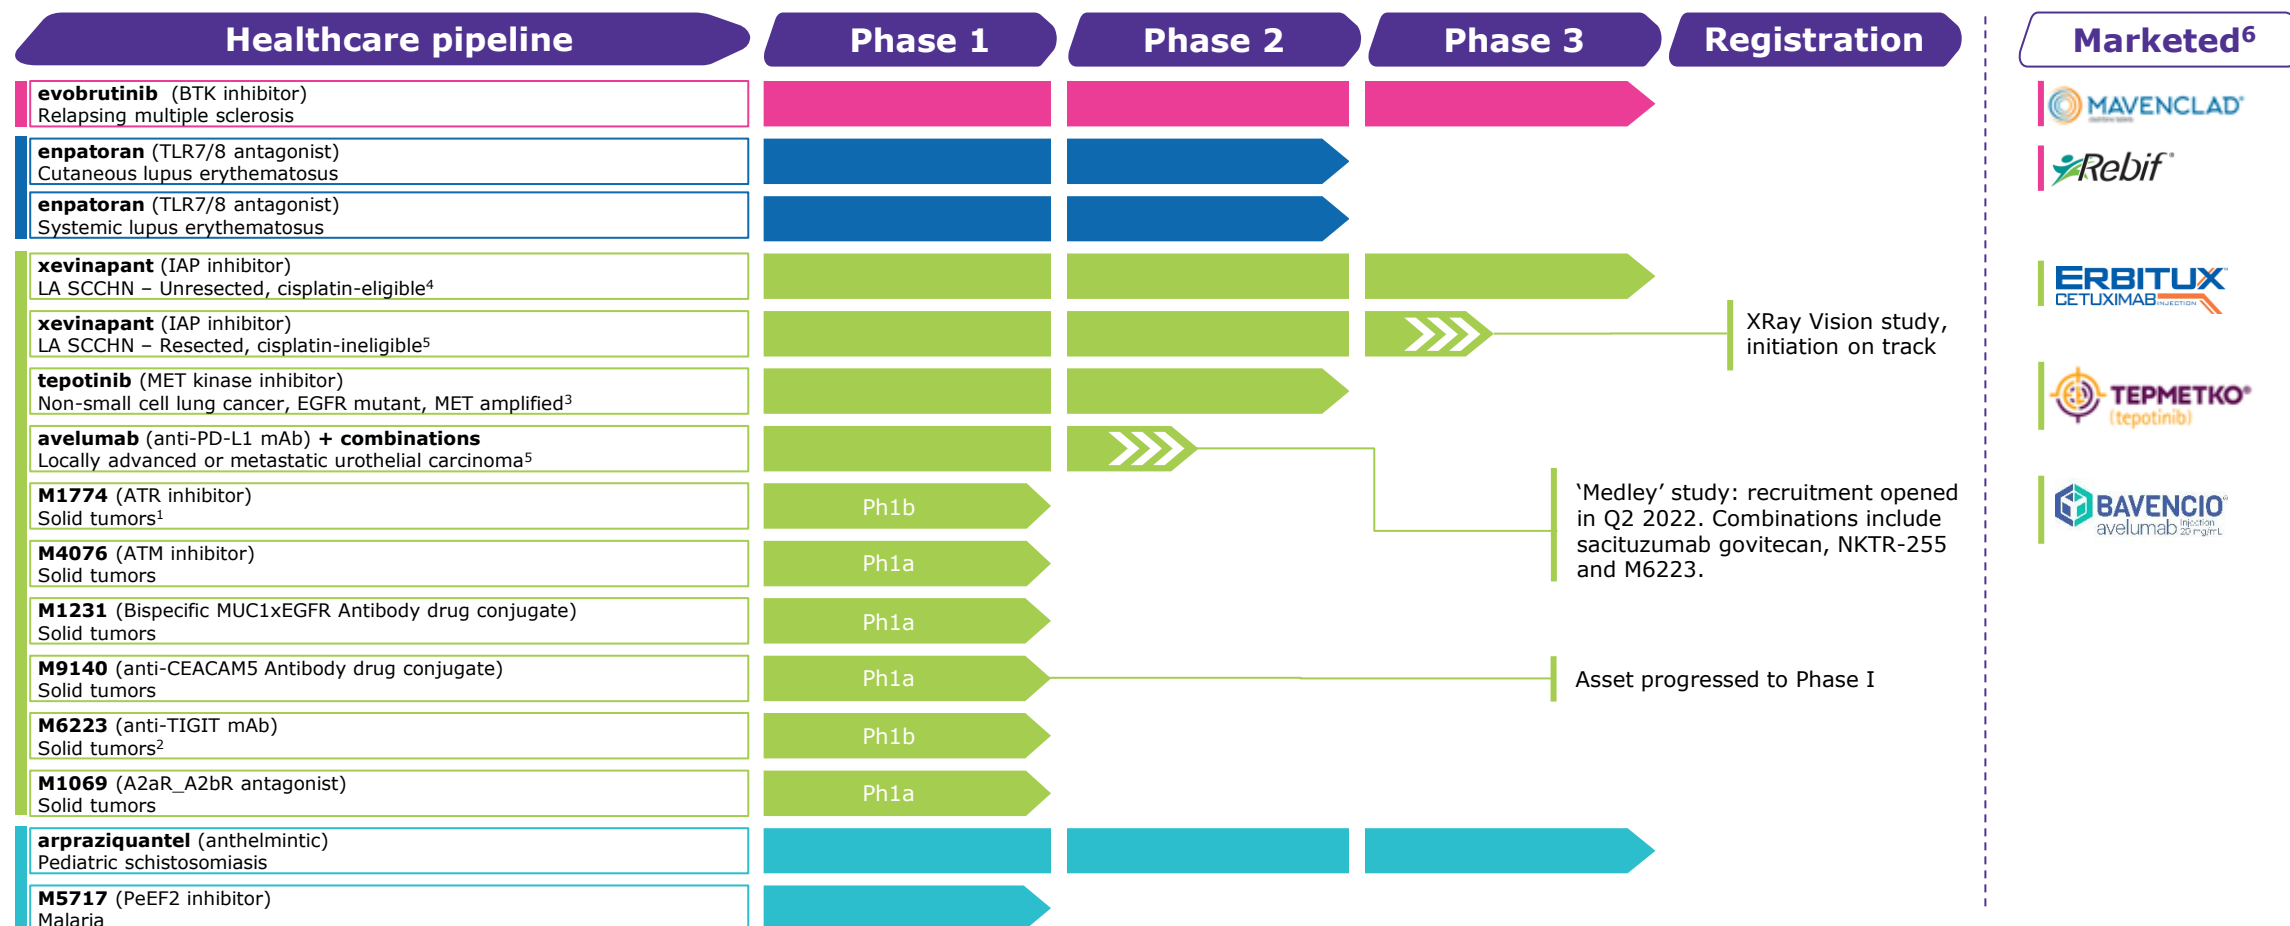 Healthcare pipeline
Phase 1
Phase 2
Phase 3
Registration
Marketed⁶
evobrutinib (BTK inhibitor)
Relapsing multiple sclerosis
MAVENCLAD®
enpatoran (TLR7/8 antagonist)
Cutaneous lupus erythematosus
Rebif®
enpatoran (TLR7/8 antagonist)
Systemic lupus erythematosus
xevinapant (IAP inhibitor)
LA SCCHN – Unresected, cisplatin-eligible⁴
ERBITUX
CETUXIMAB INJECTION
xevinapant (IAP inhibitor)
LA SCCHN – Resected, cisplatin-ineligible⁵
XRay Vision study,
initiation on track
tepotinib (MET kinase inhibitor)
Non-small cell lung cancer, EGFR mutant, MET amplified³
TEPMETKO®
(tepotinib)
avelumab (anti-PD-L1 mAb) + combinations
Locally advanced or metastatic urothelial carcinoma⁵
‘Medley’ study: recruitment opened
in Q2 2022. Combinations include
sacituzumab govitecan, NKTR-255
and M6223.
BAVENCIO®
avelumab Injection
20 mg/mL
M1774 (ATR inhibitor)
Solid tumors¹
Ph1b
M4076 (ATM inhibitor)
Solid tumors
Ph1a
M1231 (Bispecific MUC1xEGFR Antibody drug conjugate)
Solid tumors
Ph1a
M9140 (anti-CEACAM5 Antibody drug conjugate)
Solid tumors
Ph1a
Asset progressed to Phase I
M6223 (anti-TIGIT mAb)
Solid tumors²
Ph1b
M1069 (A2aR_A2bR antagonist)
Solid tumors
Ph1a
arpraziquantel (anthelmintic)
Pediatric schistosomiasis
M5717 (PeEF2 inhibitor)
Malaria